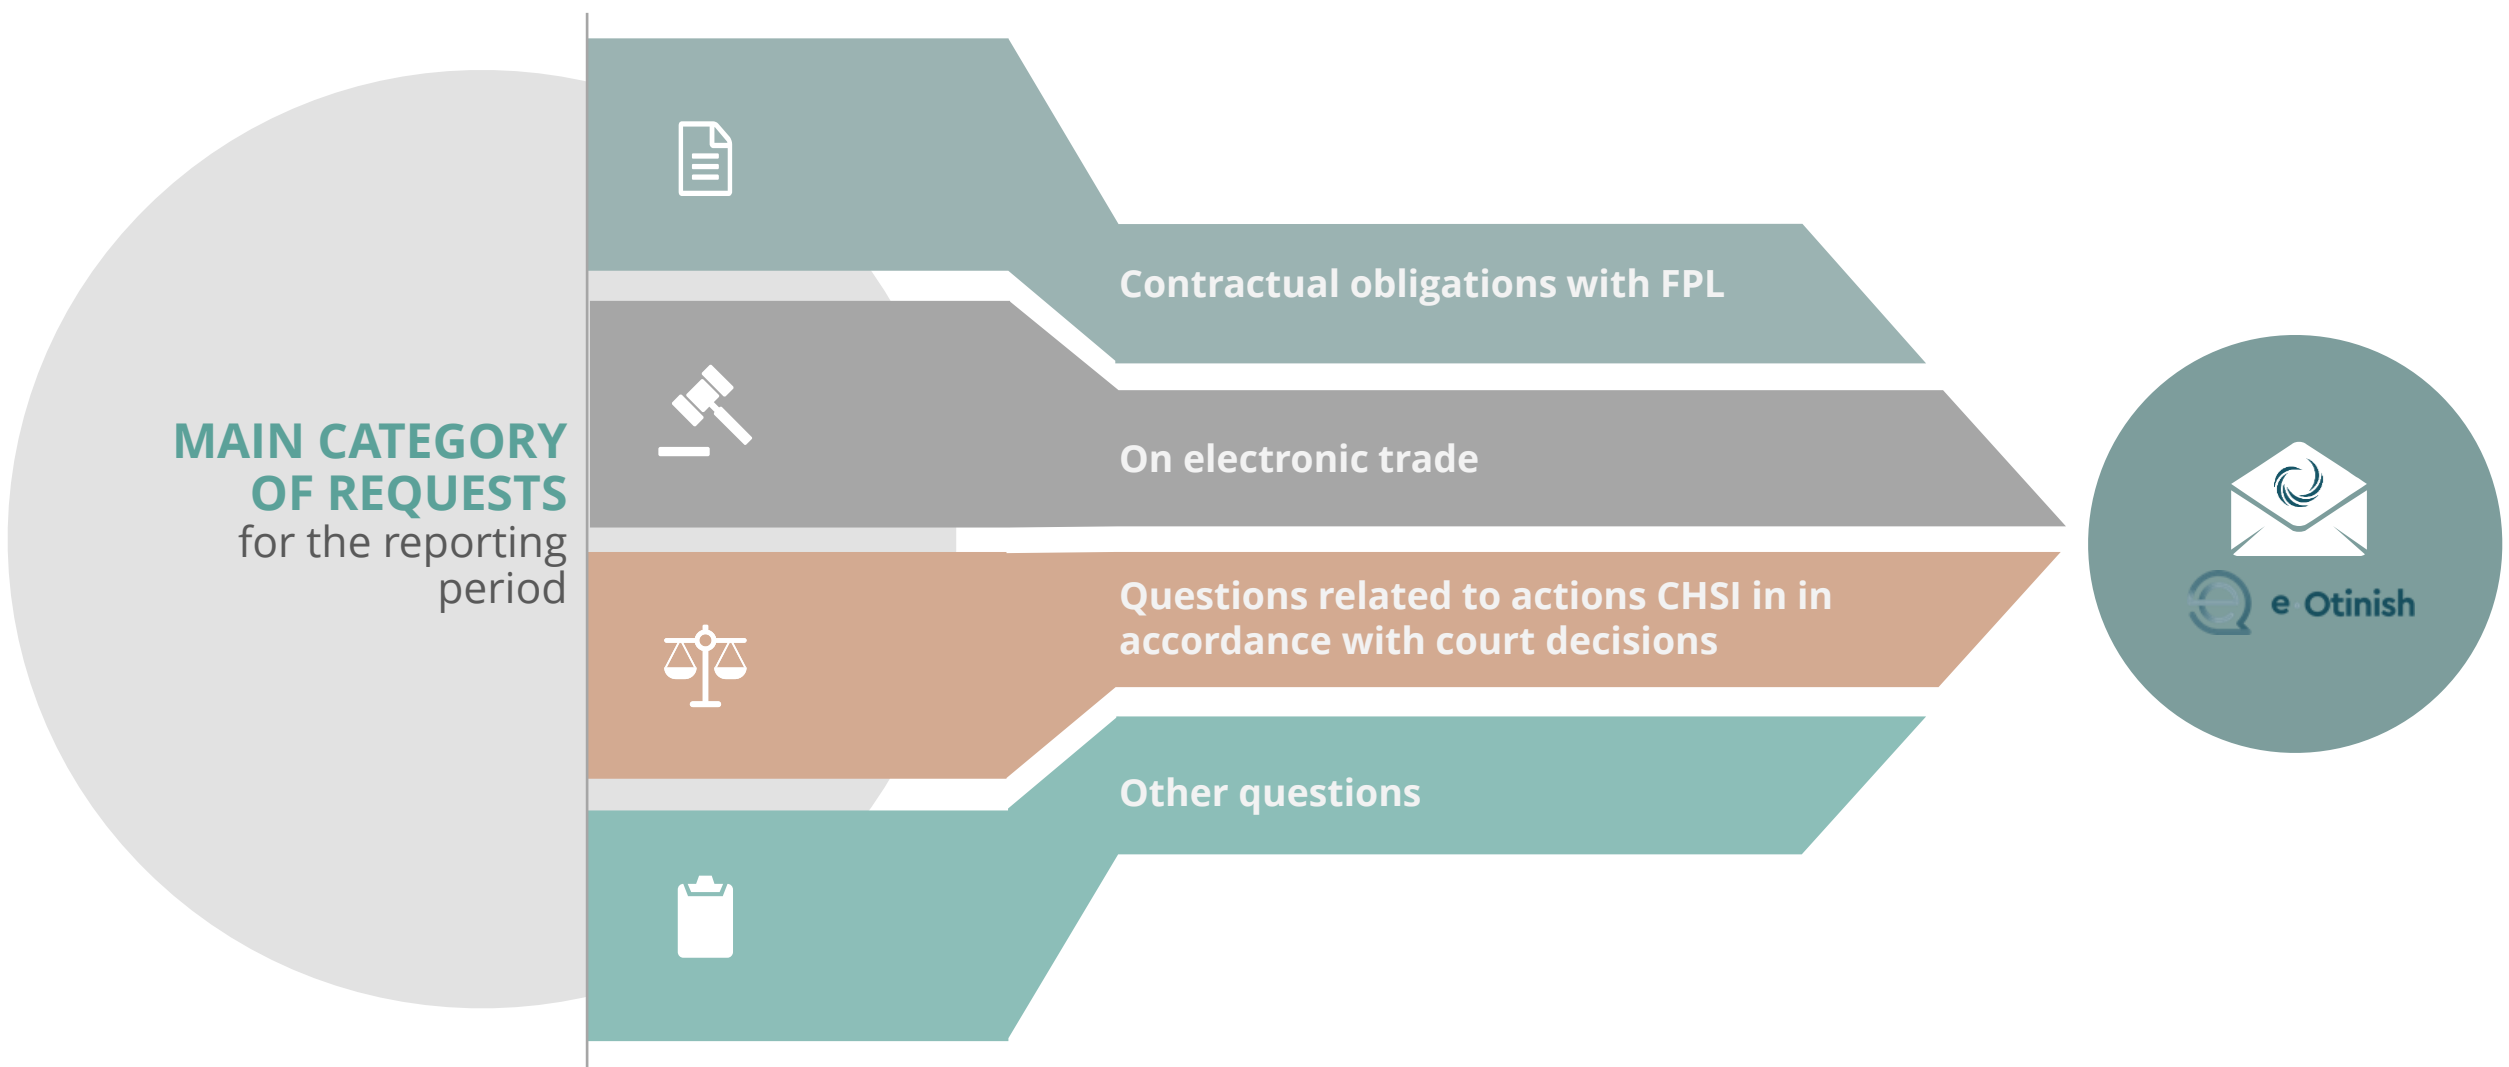 MAIN CATEGORY
OF REQUESTS
for the reporting
period
Contractual obligations with FPL
On electronic trade
Questions related to actions CHSI in in
accordance with court decisions
Other questions
e-Otinish